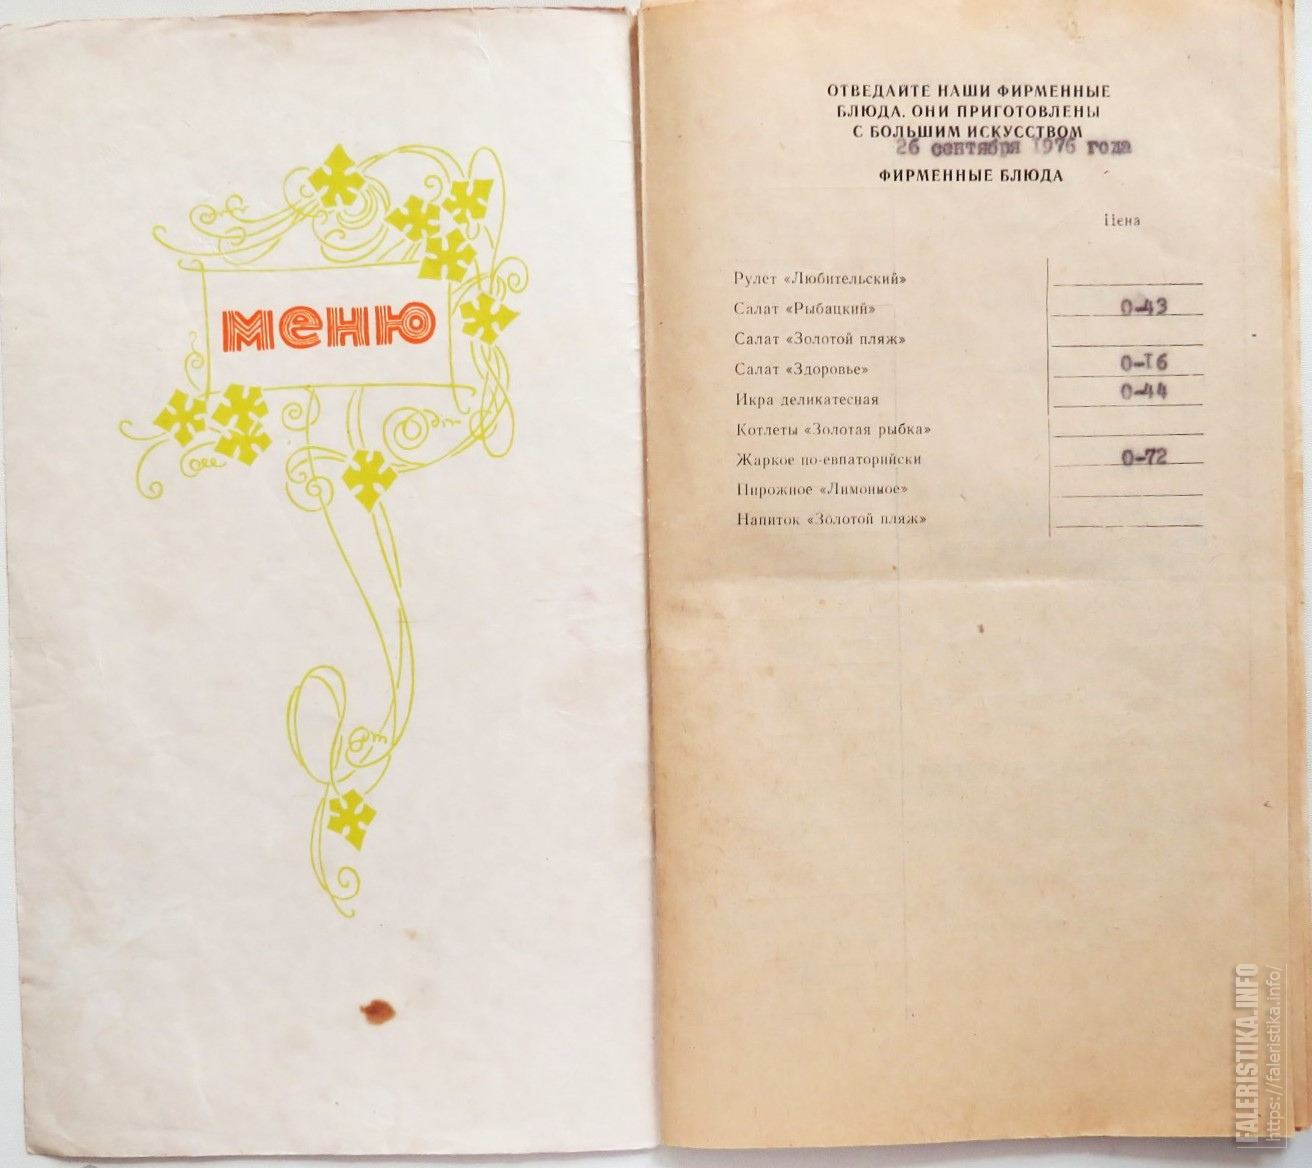 меню
ОТВЕДАЙТЕ НАШИ ФИРМЕННЫЕ
БЛЮДА. ОНИ ПРИГОТОВЛЕНЫ
С БОЛЬШИМ ИСКУССТВОМ
26 сентября 1976 года
ФИРМЕННЫЕ БЛЮДА
Цена
Рулет «Любительский»
Салат «Рыбацкий» 0-43
Салат «Золотой пляж»
Салат «Здоровье» 0-16
Икра деликатесная 0-44
Котлеты «Золотая рыбка»
Жаркое по-евпаторийски 0-72
Пирожное «Лимонное»
Напиток «Золотой пляж»
FALERISTIKA.INFO
https://faleristika.info/